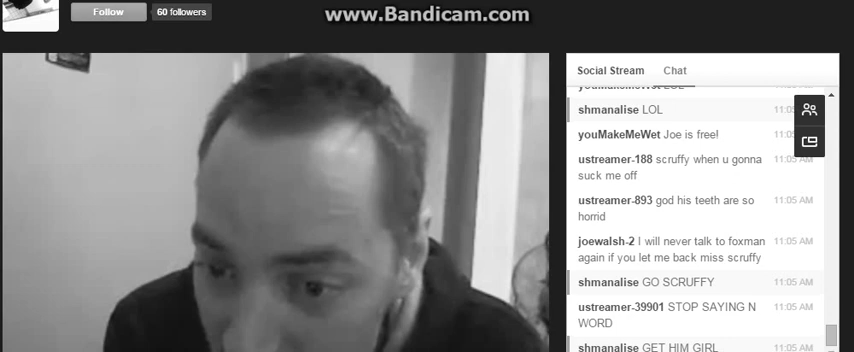 www.Bandicam.com
Follow
60 followers
Social Stream Chat
shmanalise LOL
youMakeMeWet Joe is free!
ustreamer-188 scruffy when u gonna 11:05 AM
suck me off
ustreamer-893 god his teeth are so 11:05 AM
horrid
joewalsh-2 I will never talk to foxman 11:05 AM
again if you let me back miss scruffy
shmanalise GO SCRUFFY 11:05 AM
ustreamer-39901 STOP SAYING N 11:05 AM
WORD
shmanalise GET HIM GIRL 11:05 AM